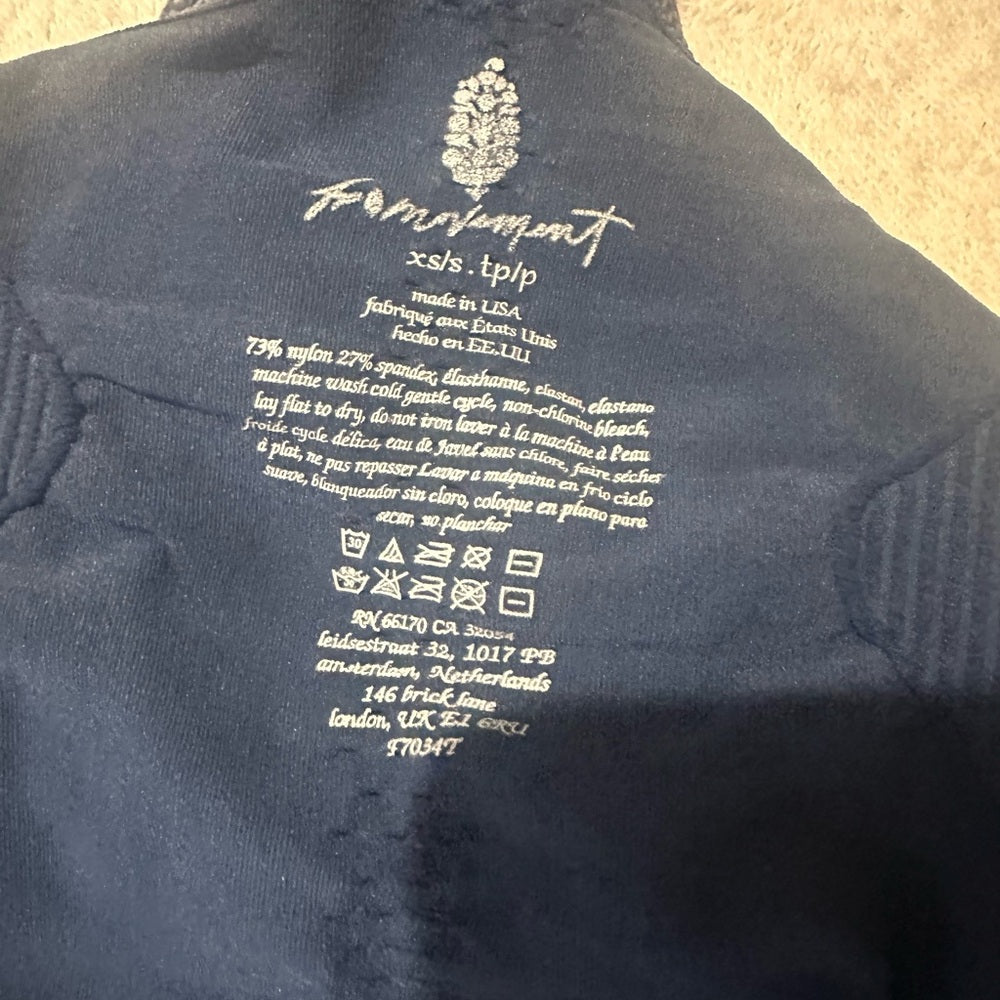 fp movement
xs/s . tp/p
made in USA
fabriqué aux États Unis
hecho en EE.UU
73% nylon 27% spandex, élasthanne, elastan, elastano
machine wash cold gentle cycle, non-chlorine bleach,
lay flat to dry, do not iron laver à la machine à l'eau
froide cycle délica, eau de Javel sans chlore, faire sécher
à plat, ne pas repasser Lavar a máquina en frío ciclo
suave, blanqueador sin cloro, coloque en plano para
secar, no planchar
30
30
RN 66170 CA 32054
leidsestraat 32, 1017 PB
amsterdam, Netherlands
146 brick lane
london, UK E1 6RU
F7034T